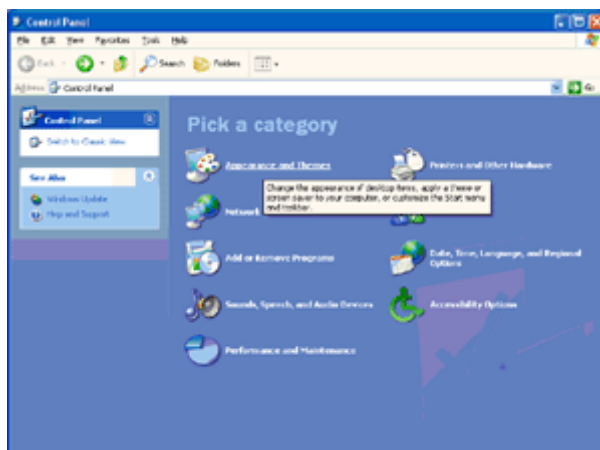 Control Panel
File Edit View Favorites Tools Help
Back Search Folders
Address Control Panel Go
Control Panel
Switch to Classic View
See Also
Windows Update
Help and Support
Pick a category
Appearance and Themes
Printers and Other Hardware
Change the appearance of desktop items, apply a theme or
screen saver to your computer, or customize the Start menu
and taskbar.
Network
Add or Remove Programs
Date, Time, Language, and Regional
Options
Sounds, Speech, and Audio Devices
Accessibility Options
Performance and Maintenance